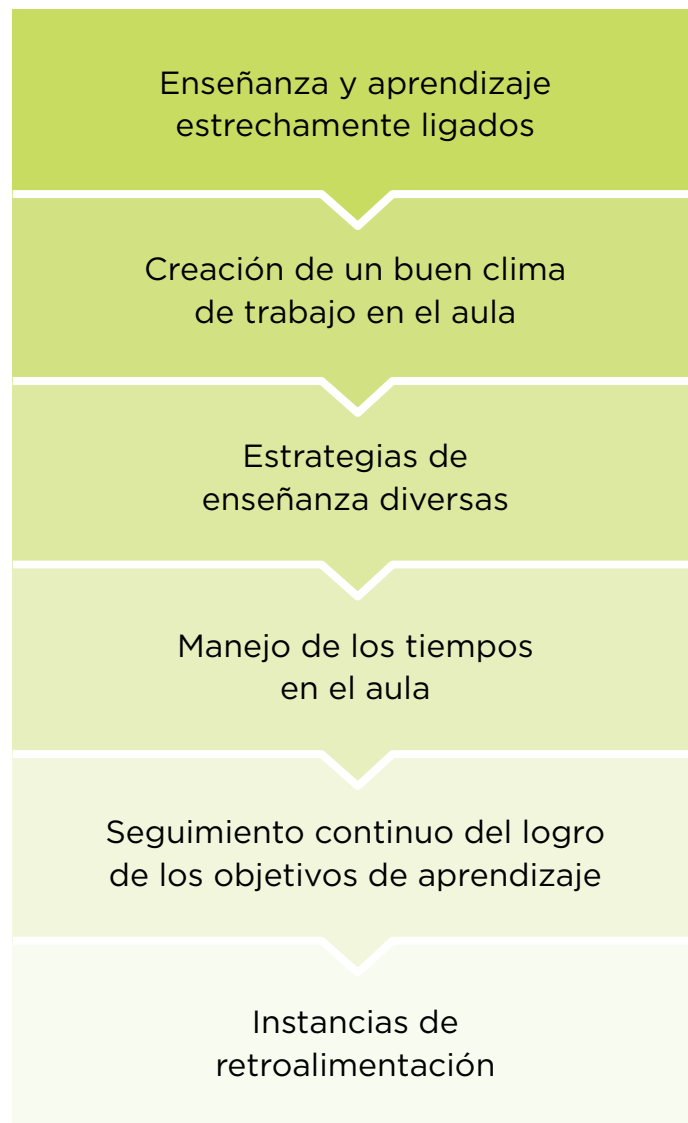 Enseñanza y aprendizaje
estrechamente ligados
Creación de un buen clima
de trabajo en el aula
Estrategias de
enseñanza diversas
Manejo de los tiempos
en el aula
Seguimiento continuo del logro
de los objetivos de aprendizaje
Instancias de
retroalimentación